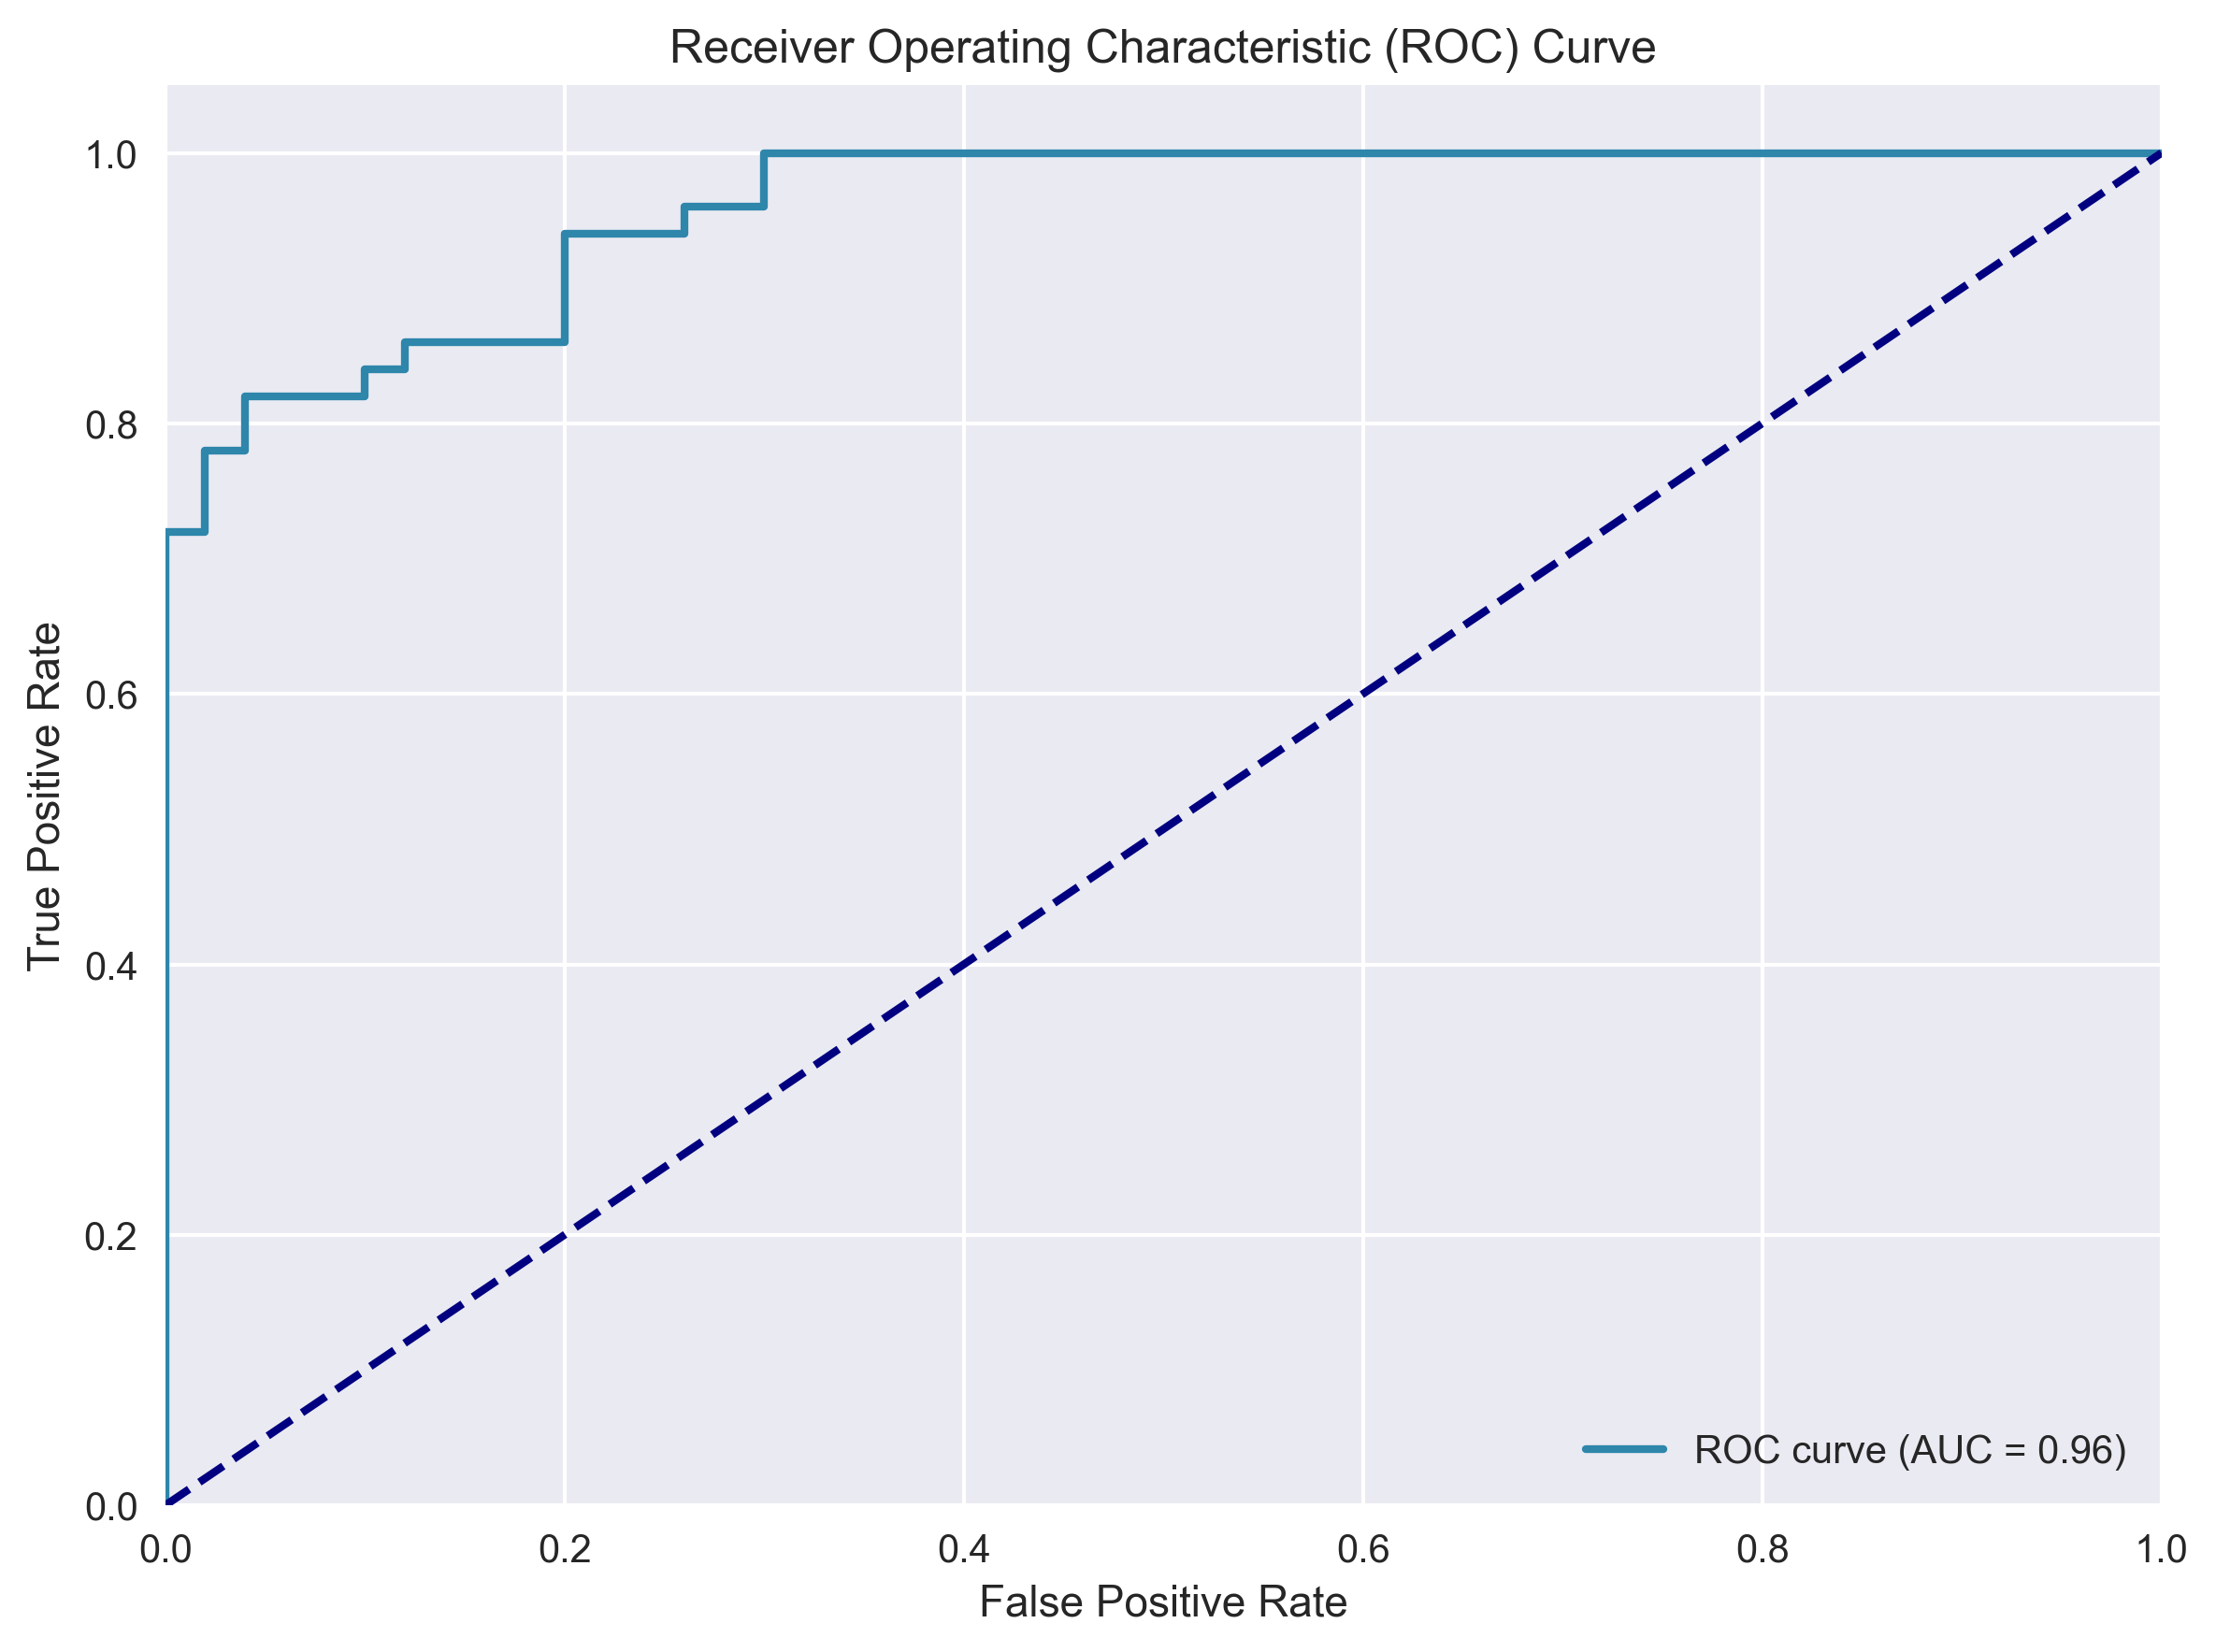 Receiver Operating Characteristic (ROC) Curve
True Positive Rate
1.0
0.8
0.6
0.4
0.2
0.0
ROC curve (AUC = 0.96)
0.0 0.2 0.4 0.6 0.8 1.0
False Positive Rate